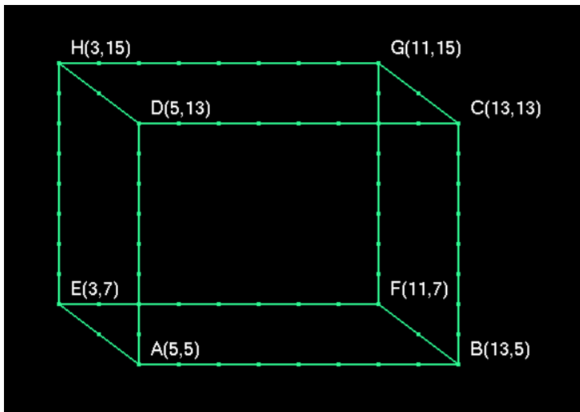 H(3,15)
G(11,15)
D(5,13)
C(13,13)
E(3,7)
F(11,7)
A(5,5)
B(13,5)